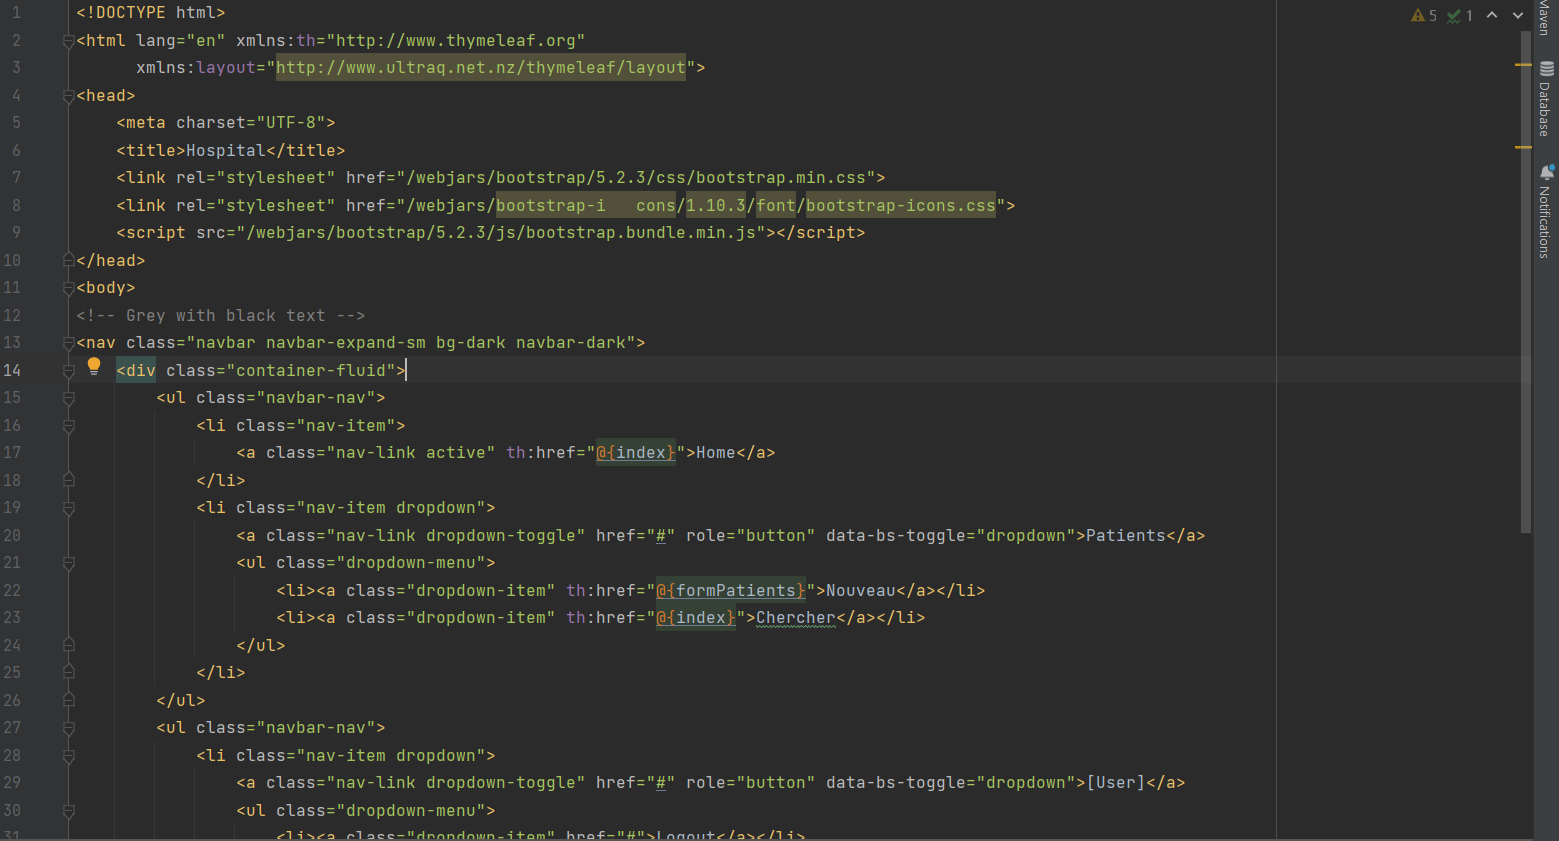 1 <!DOCTYPE html>
2 <html lang="en" xmlns:th="http://www.thymeleaf.org"
3       xmlns:layout="http://www.ultraq.net.nz/thymeleaf/layout">
4 <head>
5     <meta charset="UTF-8">
6     <title>Hospital</title>
7     <link rel="stylesheet" href="/webjars/bootstrap/5.2.3/css/bootstrap.min.css">
8     <link rel="stylesheet" href="/webjars/bootstrap-i   cons/1.10.3/font/bootstrap-icons.css">
9     <script src="/webjars/bootstrap/5.2.3/js/bootstrap.bundle.min.js"></script>
10 </head>
11 <body>
12 <!-- Grey with black text -->
13 <nav class="navbar navbar-expand-sm bg-dark navbar-dark">
14     <div class="container-fluid">
15         <ul class="navbar-nav">
16             <li class="nav-item">
17                 <a class="nav-link active" th:href="@{index}">Home</a>
18             </li>
19             <li class="nav-item dropdown">
20                 <a class="nav-link dropdown-toggle" href="#" role="button" data-bs-toggle="dropdown">Patients</a>
21                 <ul class="dropdown-menu">
22                     <li><a class="dropdown-item" th:href="@{formPatients}">Nouveau</a></li>
23                     <li><a class="dropdown-item" th:href="@{index}">Chercher</a></li>
24                 </ul>
25             </li>
26         </ul>
27         <ul class="navbar-nav">
28             <li class="nav-item dropdown">
29                 <a class="nav-link dropdown-toggle" href="#" role="button" data-bs-toggle="dropdown">[User]</a>
30                 <ul class="dropdown-menu">
31                     <li><a class="dropdown-item" href="#">Logout</a></li>
5 1
Maven
Database
Notifications